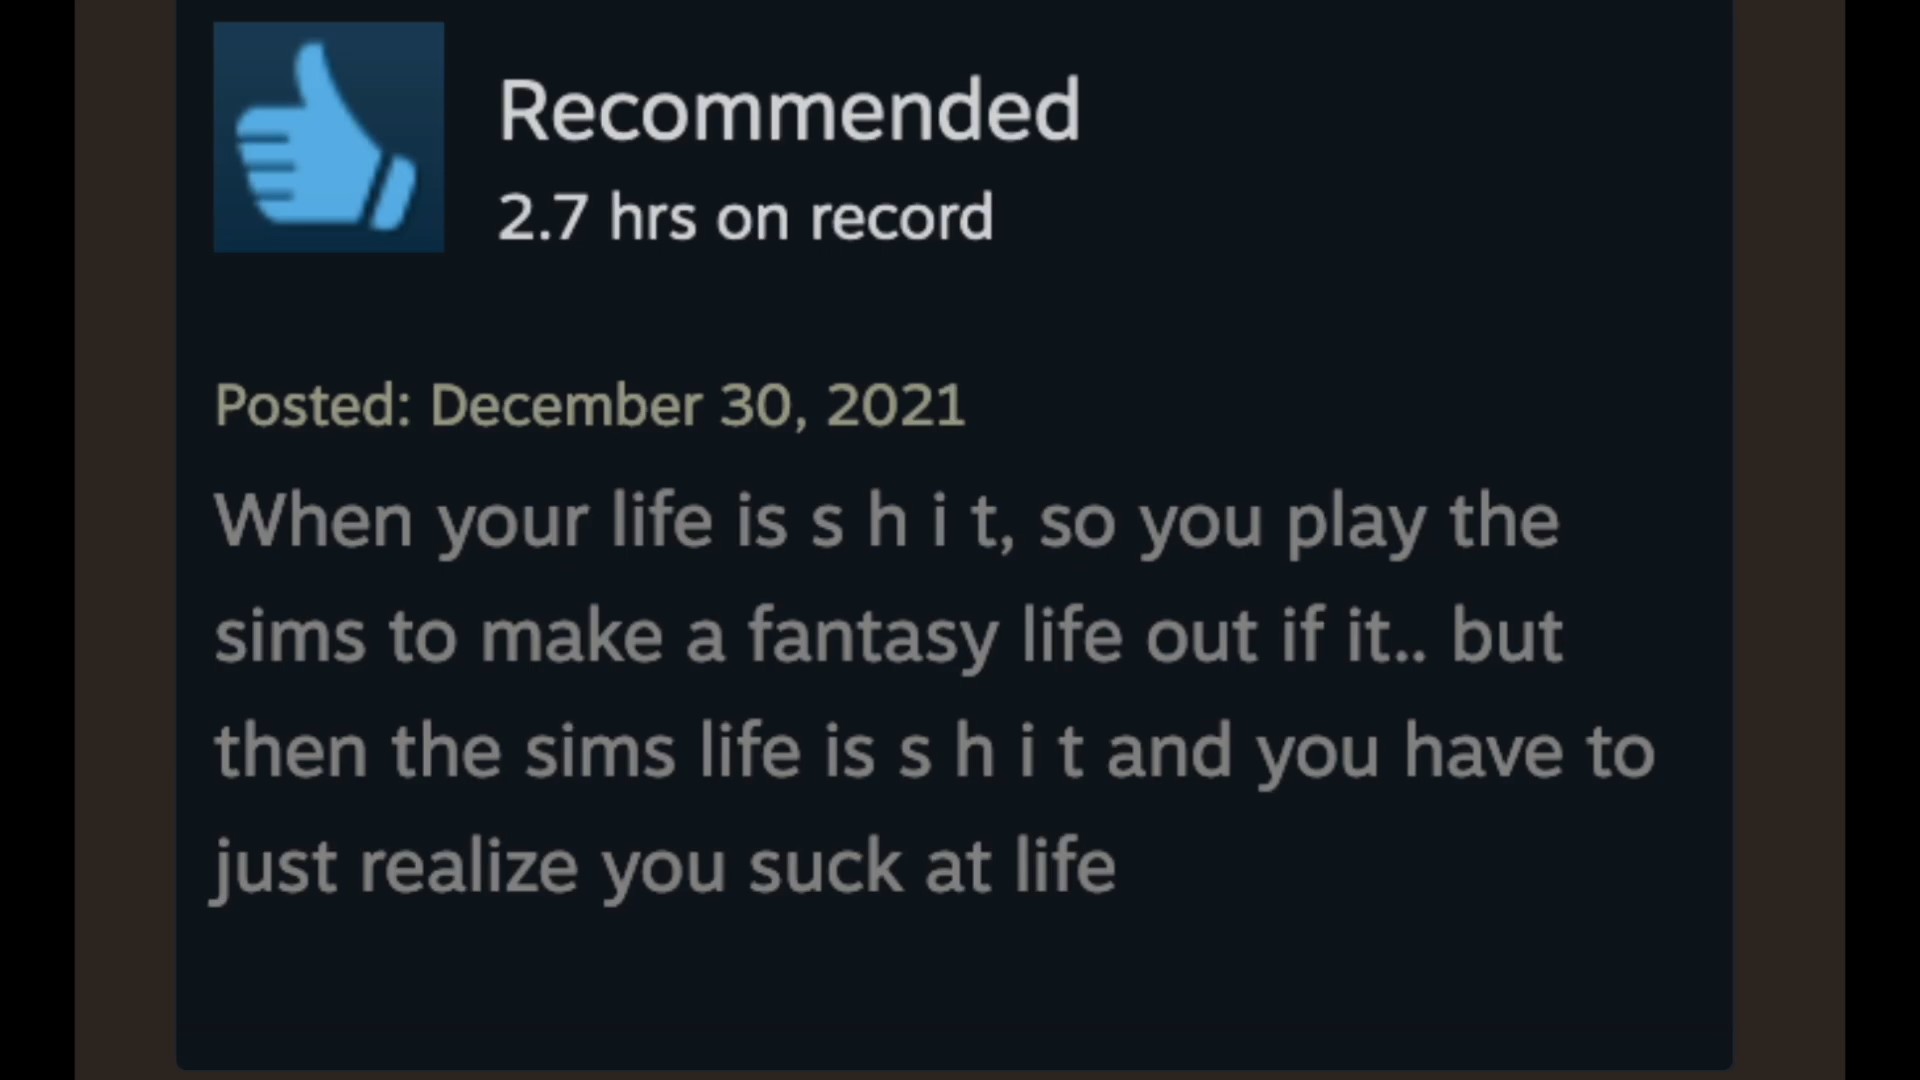 Recommended
2.7 hrs on record
Posted: December 30, 2021
When your life is s h i t, so you play the
sims to make a fantasy life out if it.. but
then the sims life is s h i t and you have to
just realize you suck at life